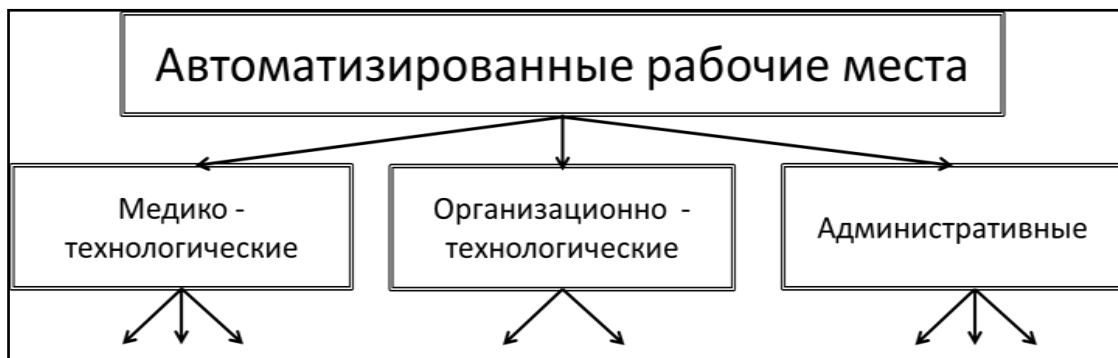 Автоматизированные рабочие места
Медико -
технологические
Организационно -
технологические
Административные